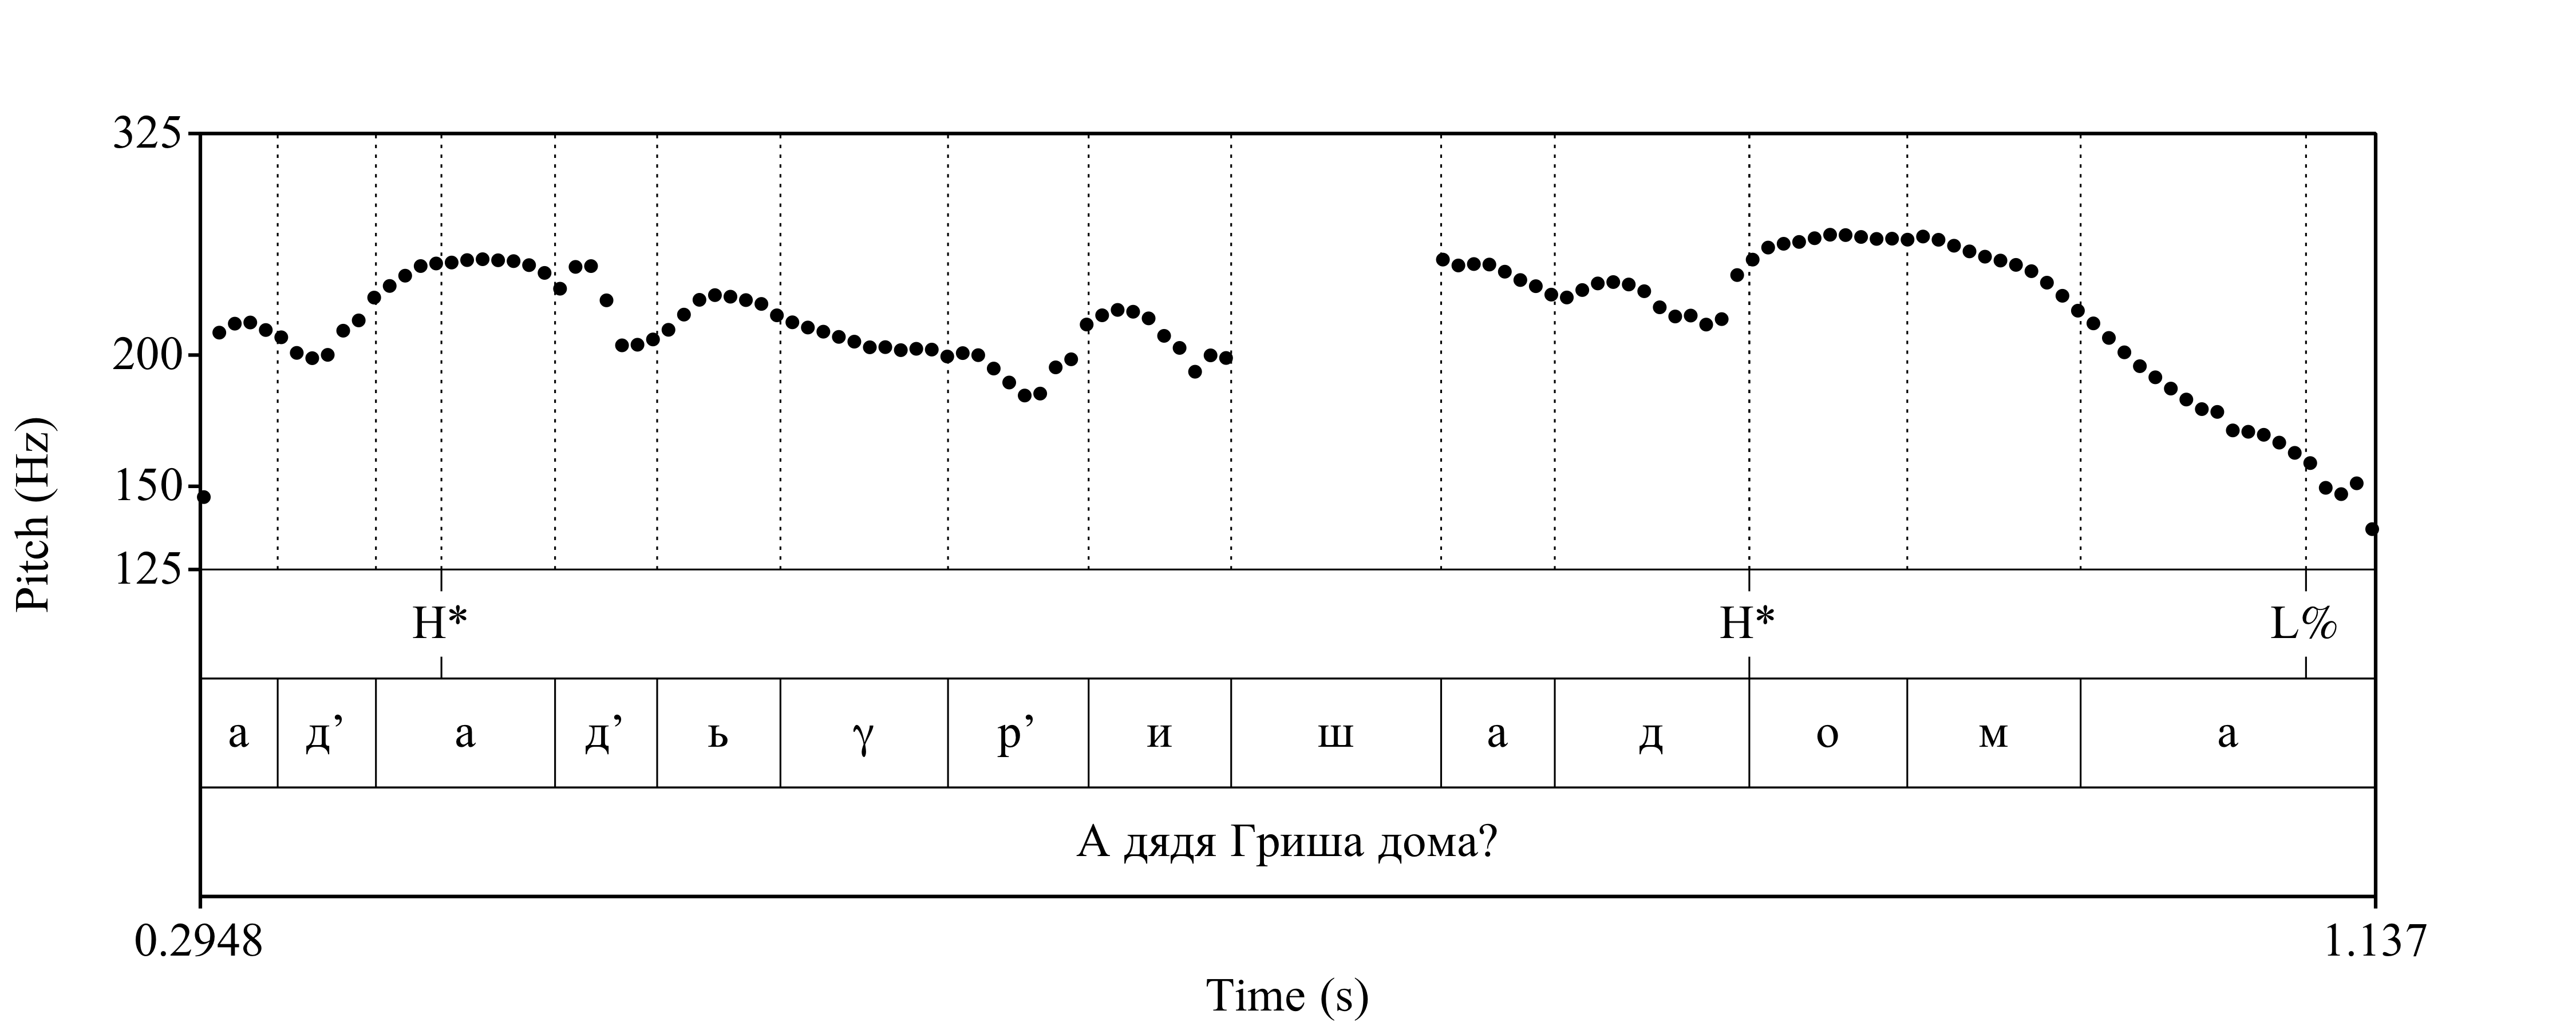 325
200
150
125
Pitch (Hz)
H* H* L%
а д’ а д’ ь γ р’ и ш а д о м а
А дядя Гриша дома?
0.2948 1.137
Time (s)